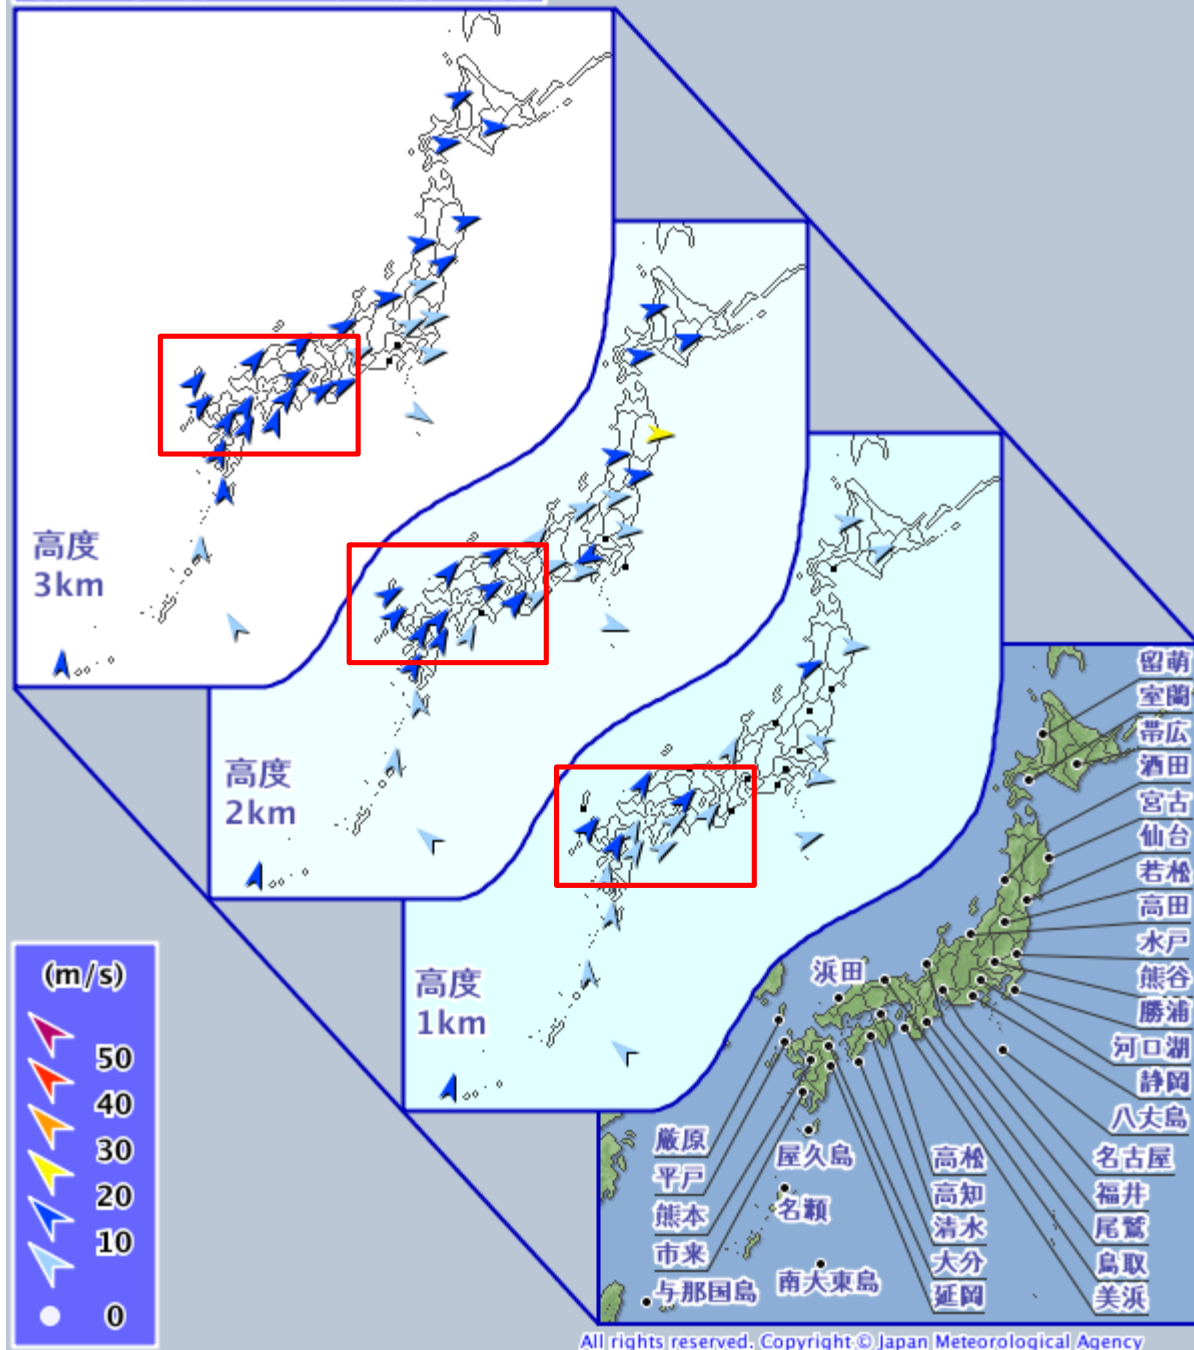 高度
3km
高度
2km
高度
1km
(m/s)
50
40
30
20
10
0
留萌
室蘭
帯広
酒田
宮古
仙台
若松
高田
水戸
熊谷
勝浦
河口湖
静岡
八丈島
名古屋
福井
尾鷲
鳥取
美浜
浜田
厳原
平戸
熊本
市来
与那国島
屋久島
名瀬
南大東島
高松
高知
清水
大分
延岡
All rights reserved. Copyright © Japan Meteorological Agency